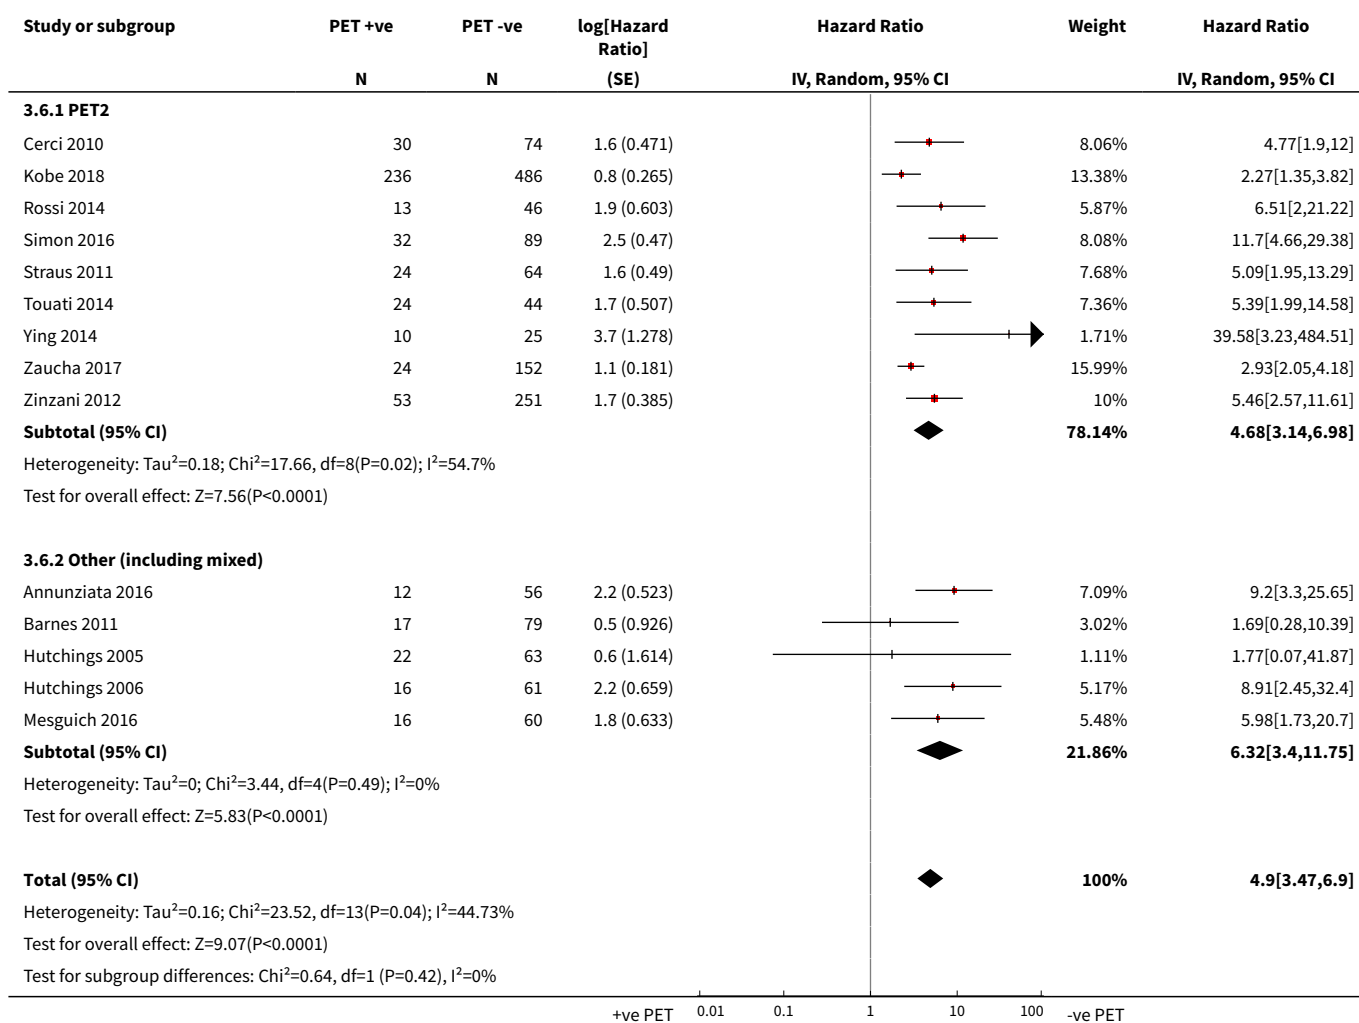 Study or subgroup PET +ve PET -ve log[Hazard Ratio] Hazard Ratio Weight Hazard Ratio
N N (SE) IV, Random, 95% CI IV, Random, 95% CI
3.6.1 PET2
Cerci 2010 30 74 1.6 (0.471) 8.06% 4.77[1.9,12]
Kobe 2018 236 486 0.8 (0.265) 13.38% 2.27[1.35,3.82]
Rossi 2014 13 46 1.9 (0.603) 5.87% 6.51[2,21.22]
Simon 2016 32 89 2.5 (0.47) 8.08% 11.7[4.66,29.38]
Straus 2011 24 64 1.6 (0.49) 7.68% 5.09[1.95,13.29]
Touati 2014 24 44 1.7 (0.507) 7.36% 5.39[1.99,14.58]
Ying 2014 10 25 3.7 (1.278) 1.71% 39.58[3.23,484.51]
Zaucha 2017 24 152 1.1 (0.181) 15.99% 2.93[2.05,4.18]
Zinzani 2012 53 251 1.7 (0.385) 10% 5.46[2.57,11.61]
Subtotal (95% CI) 78.14% 4.68[3.14,6.98]
Heterogeneity: Tau²=0.18; Chi²=17.66, df=8(P=0.02); I²=54.7%
Test for overall effect: Z=7.56(P<0.0001)
3.6.2 Other (including mixed)
Annunziata 2016 12 56 2.2 (0.523) 7.09% 9.2[3.3,25.65]
Barnes 2011 17 79 0.5 (0.926) 3.02% 1.69[0.28,10.39]
Hutchings 2005 22 63 0.6 (1.614) 1.11% 1.77[0.07,41.87]
Hutchings 2006 16 61 2.2 (0.659) 5.17% 8.91[2.45,32.4]
Mesguich 2016 16 60 1.8 (0.633) 5.48% 5.98[1.73,20.7]
Subtotal (95% CI) 21.86% 6.32[3.4,11.75]
Heterogeneity: Tau²=0; Chi²=3.44, df=4(P=0.49); I²=0%
Test for overall effect: Z=5.83(P<0.0001)
Total (95% CI) 100% 4.9[3.47,6.9]
Heterogeneity: Tau²=0.16; Chi²=23.52, df=13(P=0.04); I²=44.73%
Test for overall effect: Z=9.07(P<0.0001)
Test for subgroup differences: Chi²=0.64, df=1 (P=0.42), I²=0%
+ve PET 0.01 0.1 1 10 100 -ve PET